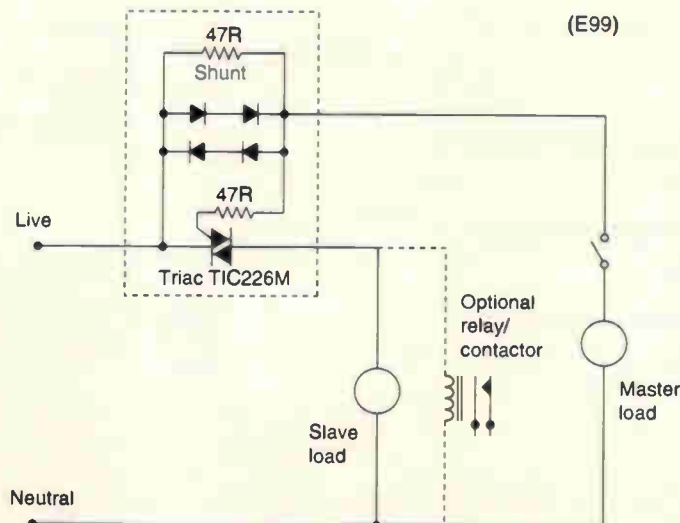 (E99)
47R
Shunt
47R
Live
Triac TIC226M
Optional
relay/
contactor
Master
load
Slave
load
Neutral